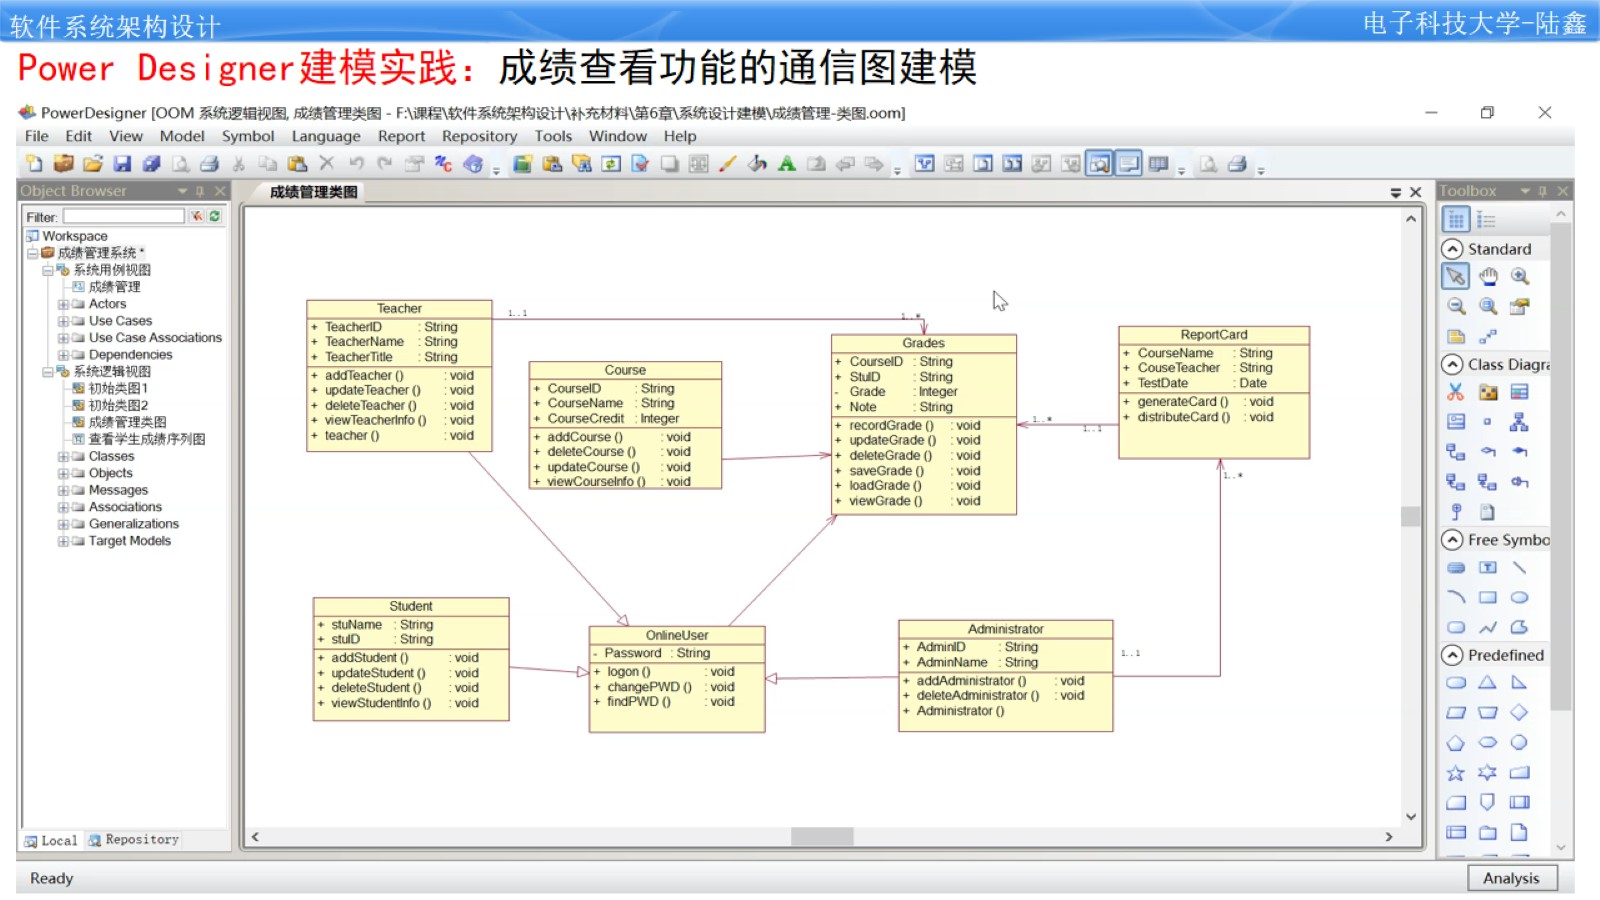 软件系统架构设计
电子科技大学-陆鑫
Power Designer建模实践：成绩查看功能的通信图建模
PowerDesigner [OOM 系统逻辑视图, 成绩管理类图 - F:\课程\软件系统架构设计\补充材料\第6章\系统设计建模\成绩管理-类图.oom]
File Edit View Model Symbol Language Report Repository Tools Window Help
Object Browser
Filter:
Workspace
成绩管理系统 *
系统用例视图
成绩管理
Actors
Use Cases
Use Case Associations
Dependencies
系统逻辑视图
初始类图1
初始类图2
成绩管理类图
查看学生成绩序列图
Classes
Objects
Messages
Associations
Generalizations
Target Models
Local Repository
成绩管理类图
Teacher
+ TeacherID : String
+ TeacherName : String
+ TeacherTitle : String
+ addTeacher () : void
+ updateTeacher () : void
+ deleteTeacher () : void
+ viewTeacherInfo () : void
+ teacher () : void
1..1
1..*
Course
+ CourseID : String
+ CourseName : String
+ CourseCredit : Integer
+ addCourse () : void
+ deleteCourse () : void
+ updateCourse () : void
+ viewCourseInfo () : void
Grades
+ CourseID : String
+ StuID : String
- Grade : Integer
+ Note : String
+ recordGrade () : void
+ updateGrade () : void
+ deleteGrade () : void
+ saveGrade () : void
+ loadGrade () : void
+ viewGrade () : void
1..*
1..1
ReportCard
+ CourseName : String
+ CouseTeacher : String
+ TestDate : Date
+ generateCard () : void
+ distributeCard () : void
1..*
Student
+ stuName : String
+ stuID : String
+ addStudent () : void
+ updateStudent () : void
+ deleteStudent () : void
+ viewStudentInfo () : void
OnlineUser
- Password : String
+ logon () : void
+ changePWD () : void
+ findPWD () : void
Administrator
+ AdminID : String
+ AdminName : String
+ addAdministrator () : void
+ deleteAdministrator () : void
+ Administrator ()
1..1
Toolbox
Standard
Class Diagra
Free Symbo
Predefined
Ready
Analysis